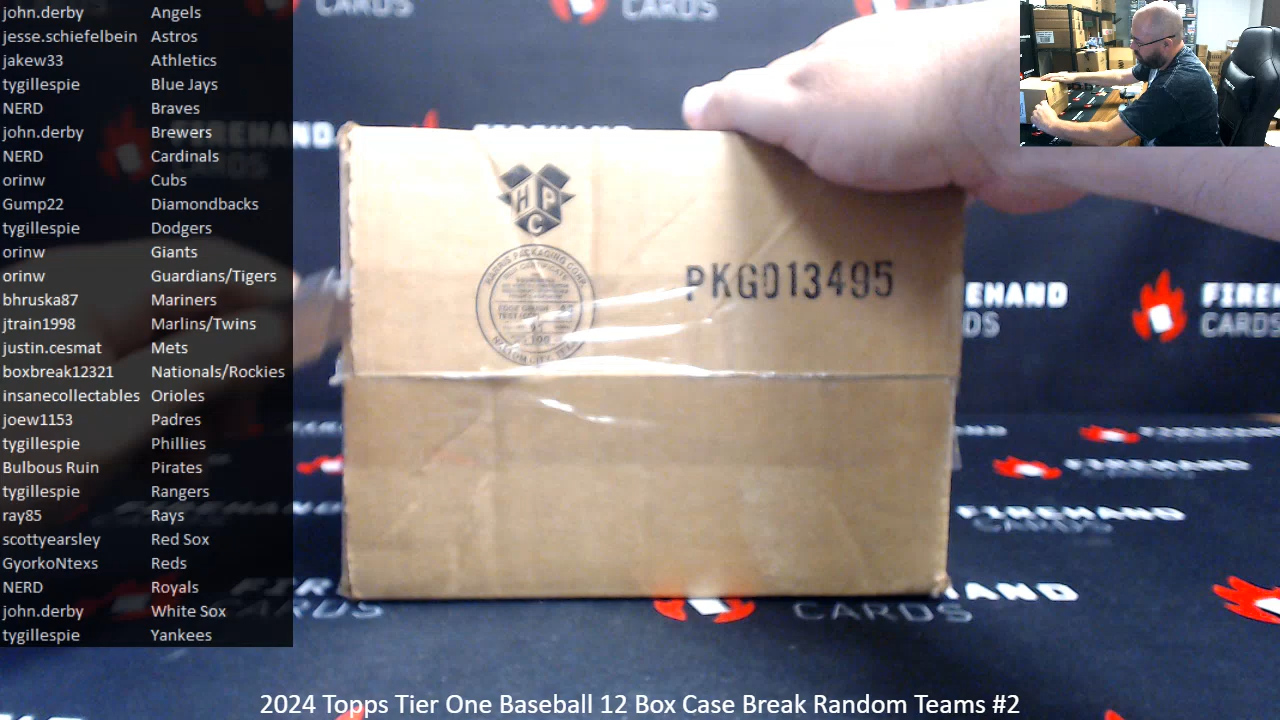 john.derby Angels
jesse.schiefelbein Astros
jakew33 Athletics
tygillespie Blue Jays
NERD Braves
john.derby Brewers
NERD Cardinals
orinw Cubs
Gump22 Diamondbacks
tygillespie Dodgers
orinw Giants
orinw Guardians/Tigers
bhruska87 Mariners
jtrain1998 Marlins/Twins
justin.cesmat Mets
boxbreak12321 Nationals/Rockies
insanecollectables Orioles
joew1153 Padres
tygillespie Phillies
Bulbous Ruin Pirates
tygillespie Rangers
ray85 Rays
scottyearsley Red Sox
GyorkoNtexs Reds
NERD Royals
john.derby White Sox
tygillespie Yankees
HPC
PACKAGING CORP
PKG013495
FIREHAND
CARDS
2024 Topps Tier One Baseball 12 Box Case Break Random Teams #2